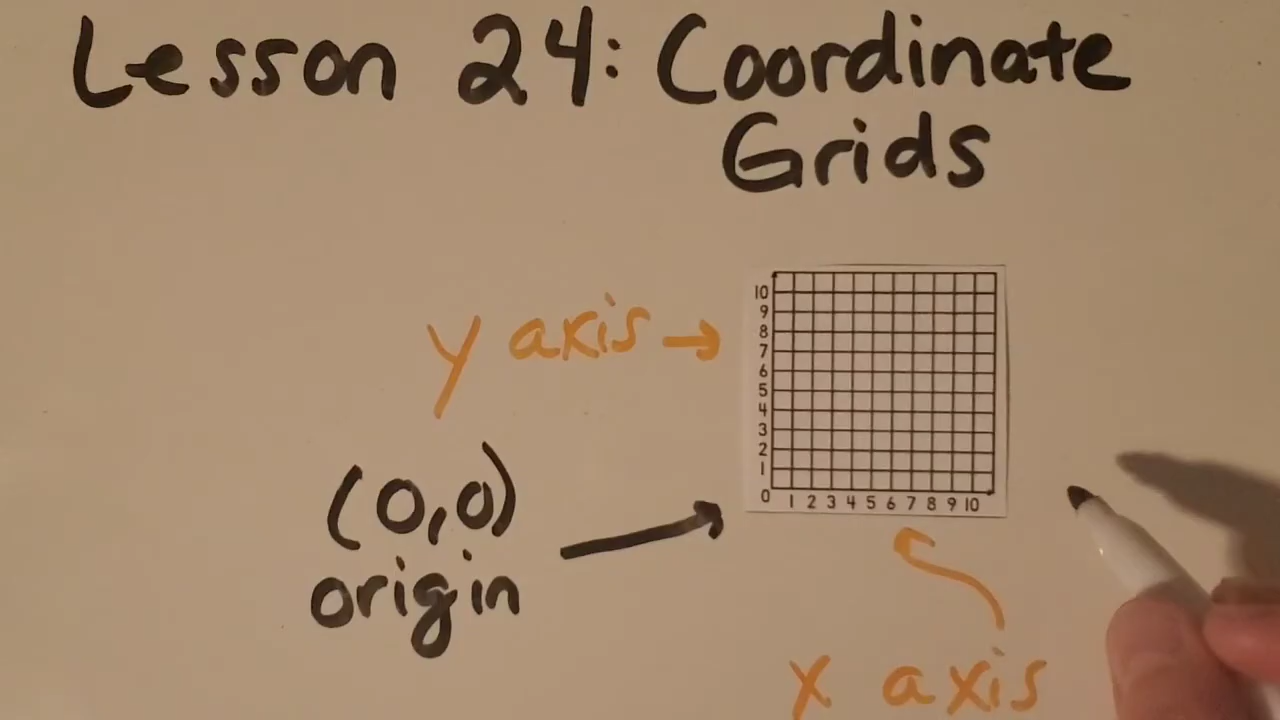 Lesson 24: Coordinate
Grids
y axis
10
9
8
7
6
5
4
3
2
1
0
1 2 3 4 5 6 7 8 9 10
(0,0)
origin
x axis